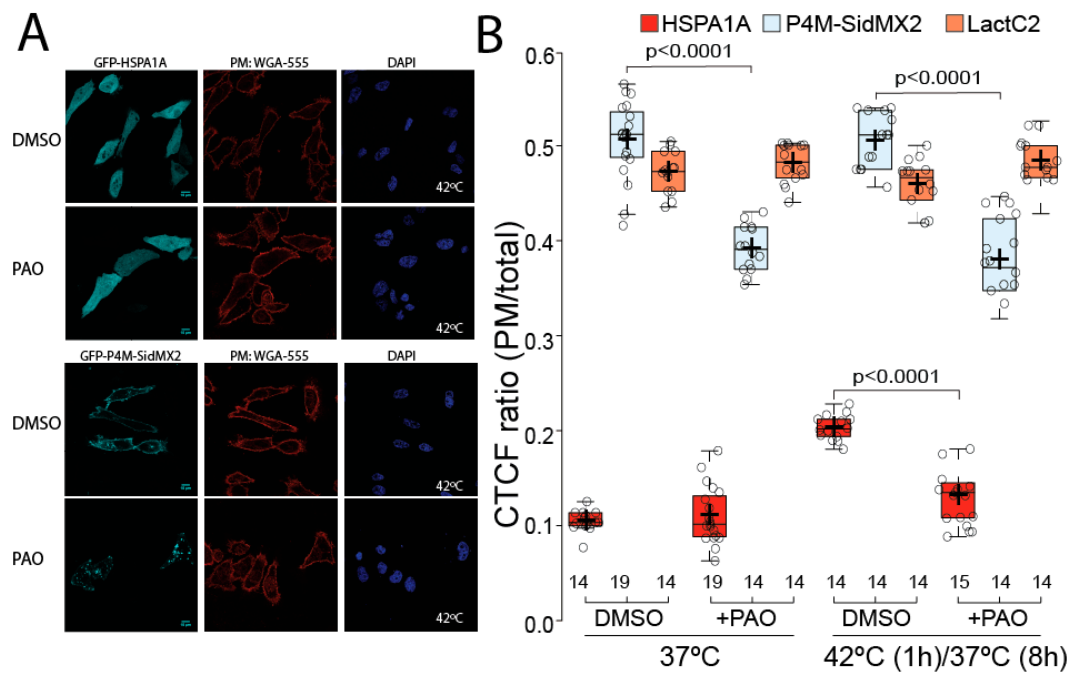 A
GFP-HSPA1A PM: WGA-555 DAPI
DMSO
42ºC
PAO
42ºC
GFP-P4M-SidMX2 PM: WGA-555 DAPI
DMSO
42ºC
PAO
42ºC
B
HSPA1A P4M-SidMX2 LactC2
CTCF ratio (PM/total)
0.6
0.5
0.4
0.3
0.2
0.1
0.0
p<0.0001
p<0.0001
p<0.0001
14 19 14 19 14 14 14 14 14 15 14 14
DMSO +PAO DMSO +PAO
37ºC 42ºC (1h)/37ºC (8h)